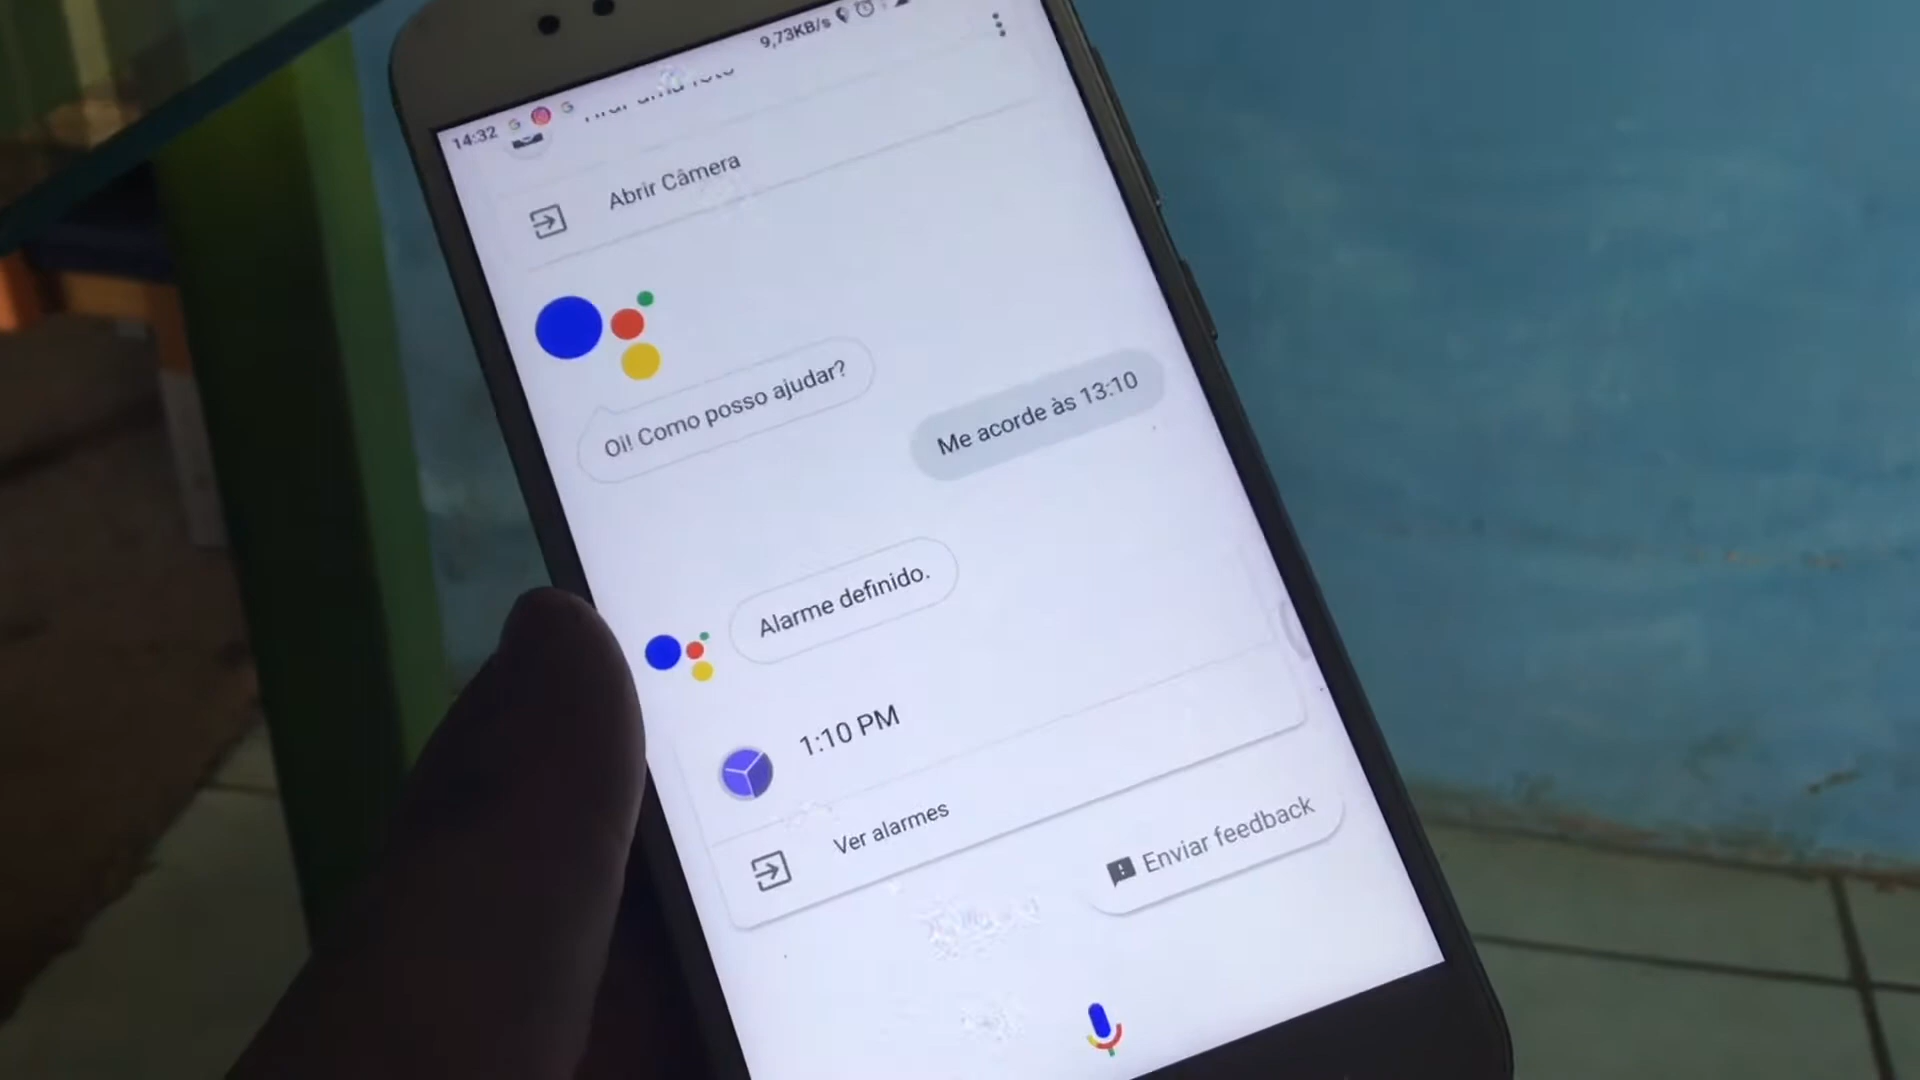 9,73KB/s
14:32
Abrir Câmera
Oi! Como posso ajudar?
Me acorde às 13:10
Alarme definido.
1:10 PM
Ver alarmes
Enviar feedback